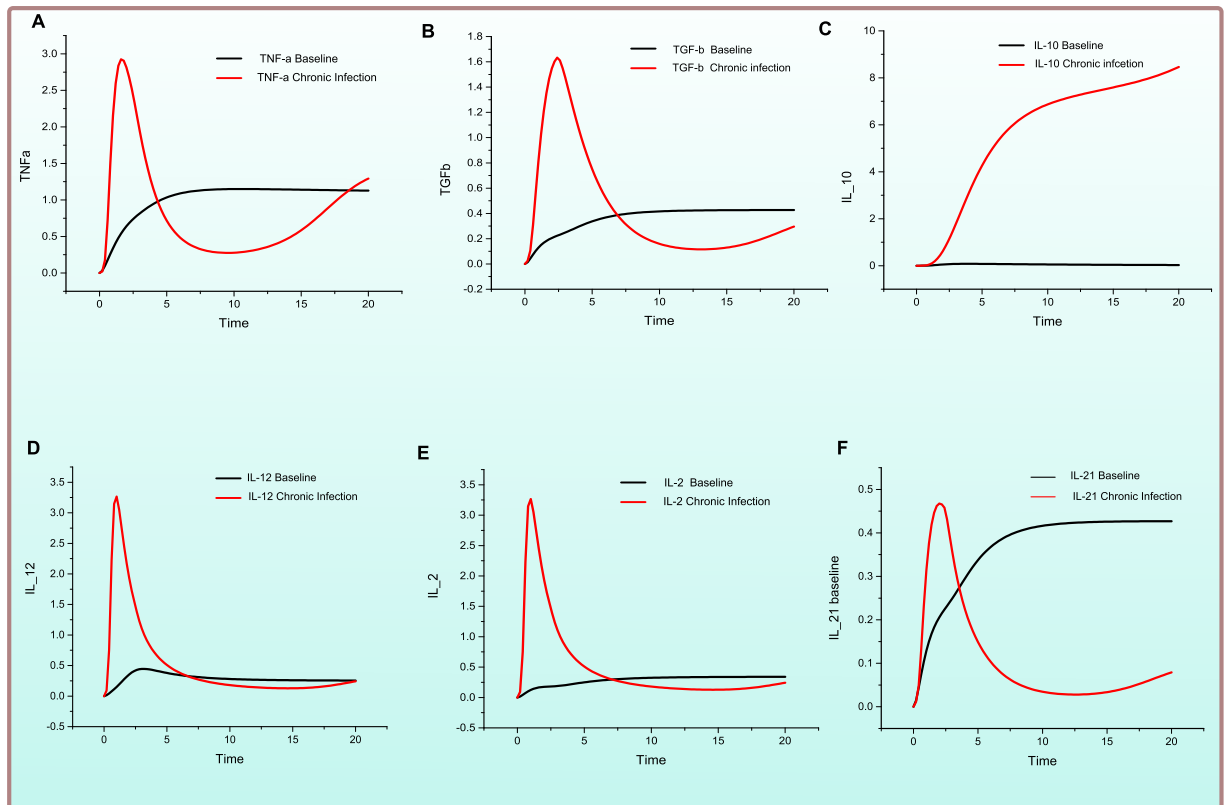 A
TNF-a Baseline
TNF-a Chronic Infection
TNFa
3.0
2.5
2.0
1.5
1.0
0.5
0.0
0
5
10
15
20
Time
B
TGF-b  Baseline
TGF-b  Chronic infection
TGFb
1.8
1.6
1.4
1.2
1.0
0.8
0.6
0.4
0.2
0.0
-0.2
0
5
10
15
20
Time
C
IL-10 Baseline
IL-10 Chronic infcetion
IL_10
10
8
6
4
2
0
0
5
10
15
20
Time
D
IL-12 Baseline
IL-12 Chronic Infection
IL_12
3.5
3.0
2.5
2.0
1.5
1.0
0.5
0.0
-0.5
0
5
10
15
20
Time
E
IL-2  Baseline
IL-2 Chronic Infection
IL_2
3.5
3.0
2.5
2.0
1.5
1.0
0.5
0.0
-0.5
0
5
10
15
20
Time
F
IL-21 Baseline
IL-21 Chronic Infection
IL_21 baseline
0.5
0.4
0.3
0.2
0.1
0.0
0
5
10
15
20
Time